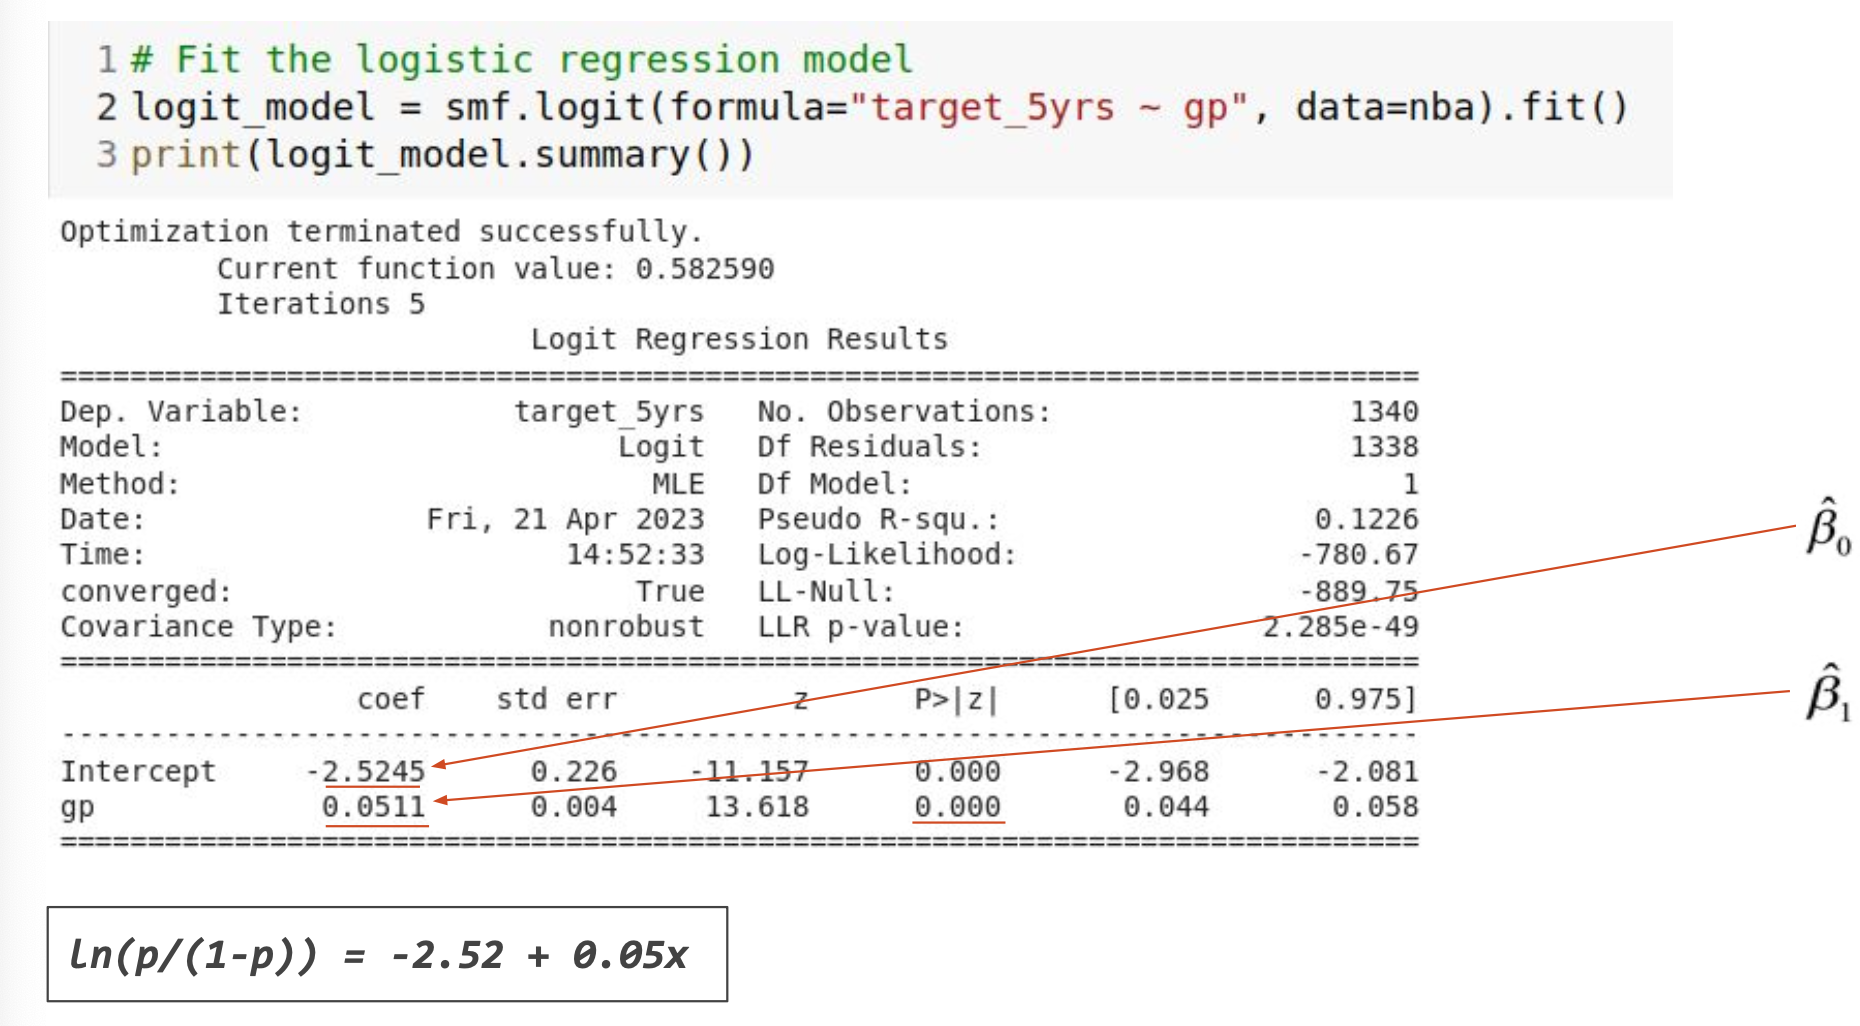 1 # Fit the logistic regression model
2 logit_model = smf.logit(formula="target_5yrs ~ gp", data=nba).fit()
3 print(logit_model.summary())
Optimization terminated successfully.
         Current function value: 0.582590
         Iterations 5
                           Logit Regression Results
==============================================================================
Dep. Variable:             target_5yrs   No. Observations:                 1340
Model:                           Logit   Df Residuals:                     1338
Method:                            MLE   Df Model:                            1
Date:                Fri, 21 Apr 2023   Pseudo R-squ.:                  0.1226
Time:                        14:52:33   Log-Likelihood:                -780.67
converged:                       True   LL-Null:                       -889.75
Covariance Type:            nonrobust   LLR p-value:                 2.285e-49
==============================================================================
                 coef    std err          z      P>|z|      [0.025      0.975]
------------------------------------------------------------------------------
Intercept     -2.5245      0.226    -11.157      0.000      -2.968      -2.081
gp             0.0511      0.004     13.618      0.000       0.044       0.058
==============================================================================
β̂₀
β̂₁
ln(p/(1-p)) = -2.52 + 0.05x